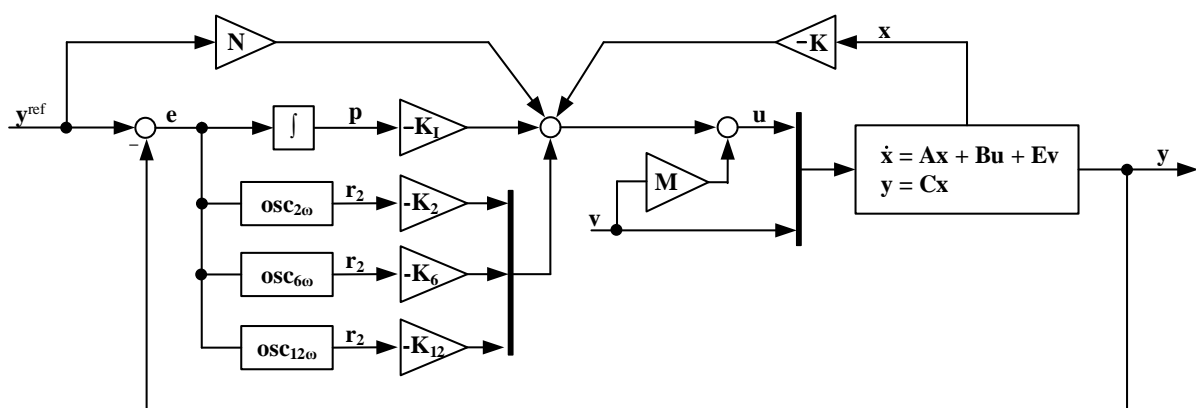 N
−K
x
y^ref
e
∫
p
−K_I
u
−
ẋ = Ax + Bu + Ev
y = Cx
y
M
v
osc_2ω
r_2
-K_2
osc_6ω
r_2
-K_6
osc_12ω
r_2
-K_12